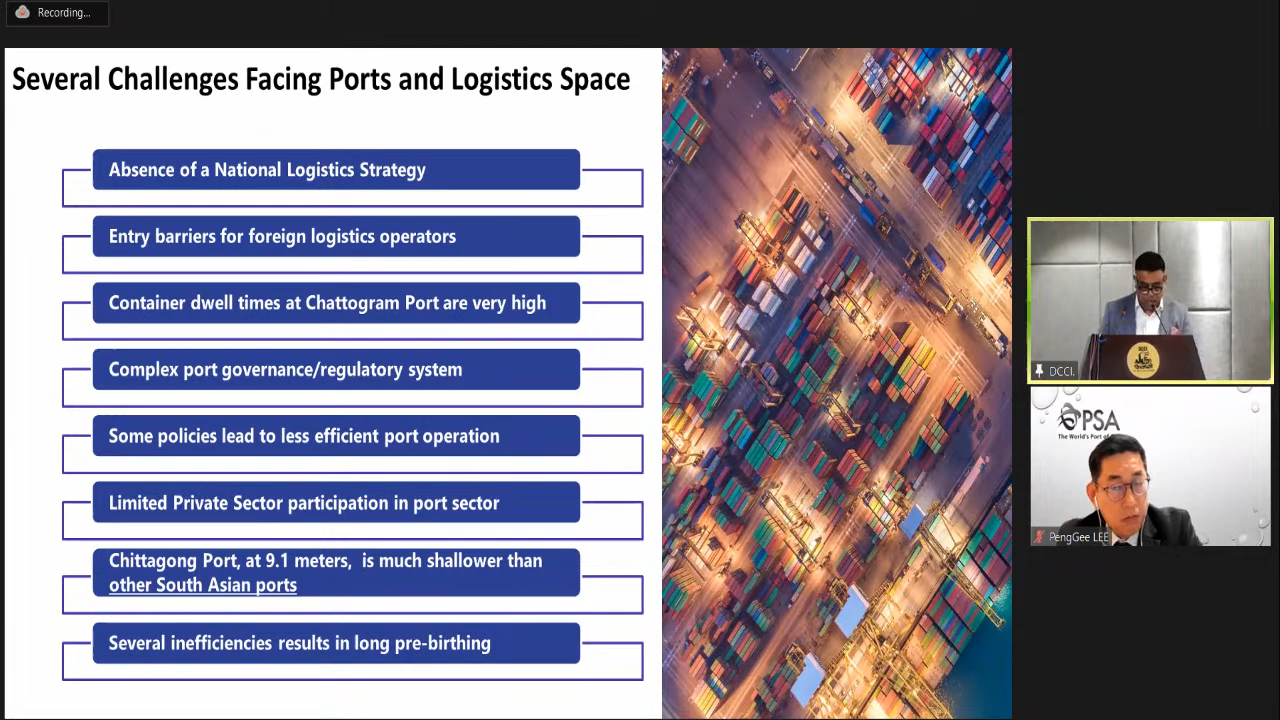 Recording...
Several Challenges Facing Ports and Logistics Space
Absence of a National Logistics Strategy
Entry barriers for foreign logistics operators
Container dwell times at Chattogram Port are very high
Complex port governance/regulatory system
Some policies lead to less efficient port operation
Limited Private Sector participation in port sector
Chittagong Port, at 9.1 meters, is much shallower than
other South Asian ports
Several inefficiencies results in long pre-birthing
DCCI
DCCI.
PSA
The World's Port of
PengGee LEE